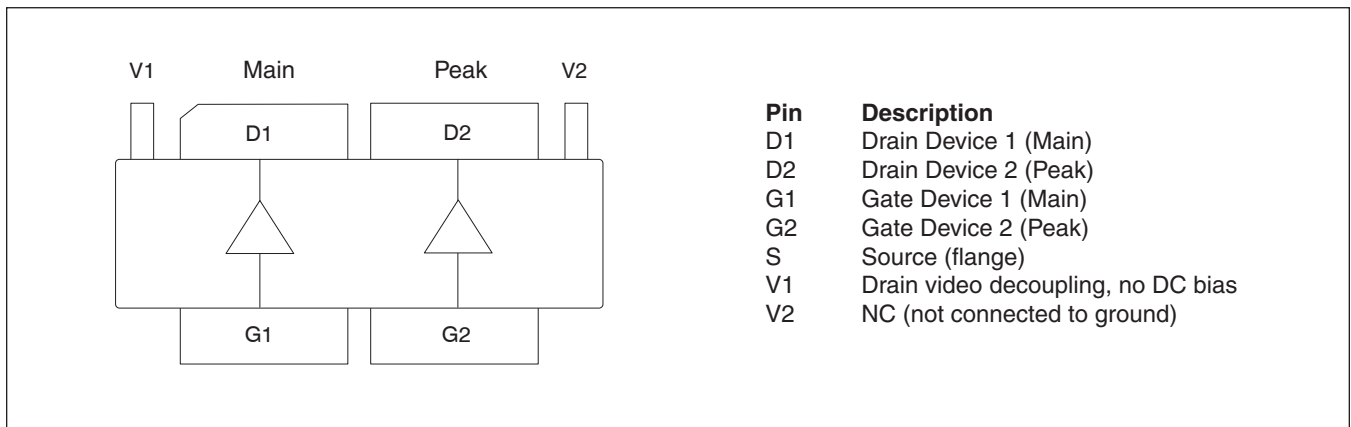 V1 Main Peak V2
D1 D2
G1 G2
Pin Description
D1 Drain Device 1 (Main)
D2 Drain Device 2 (Peak)
G1 Gate Device 1 (Main)
G2 Gate Device 2 (Peak)
S Source (flange)
V1 Drain video decoupling, no DC bias
V2 NC (not connected to ground)